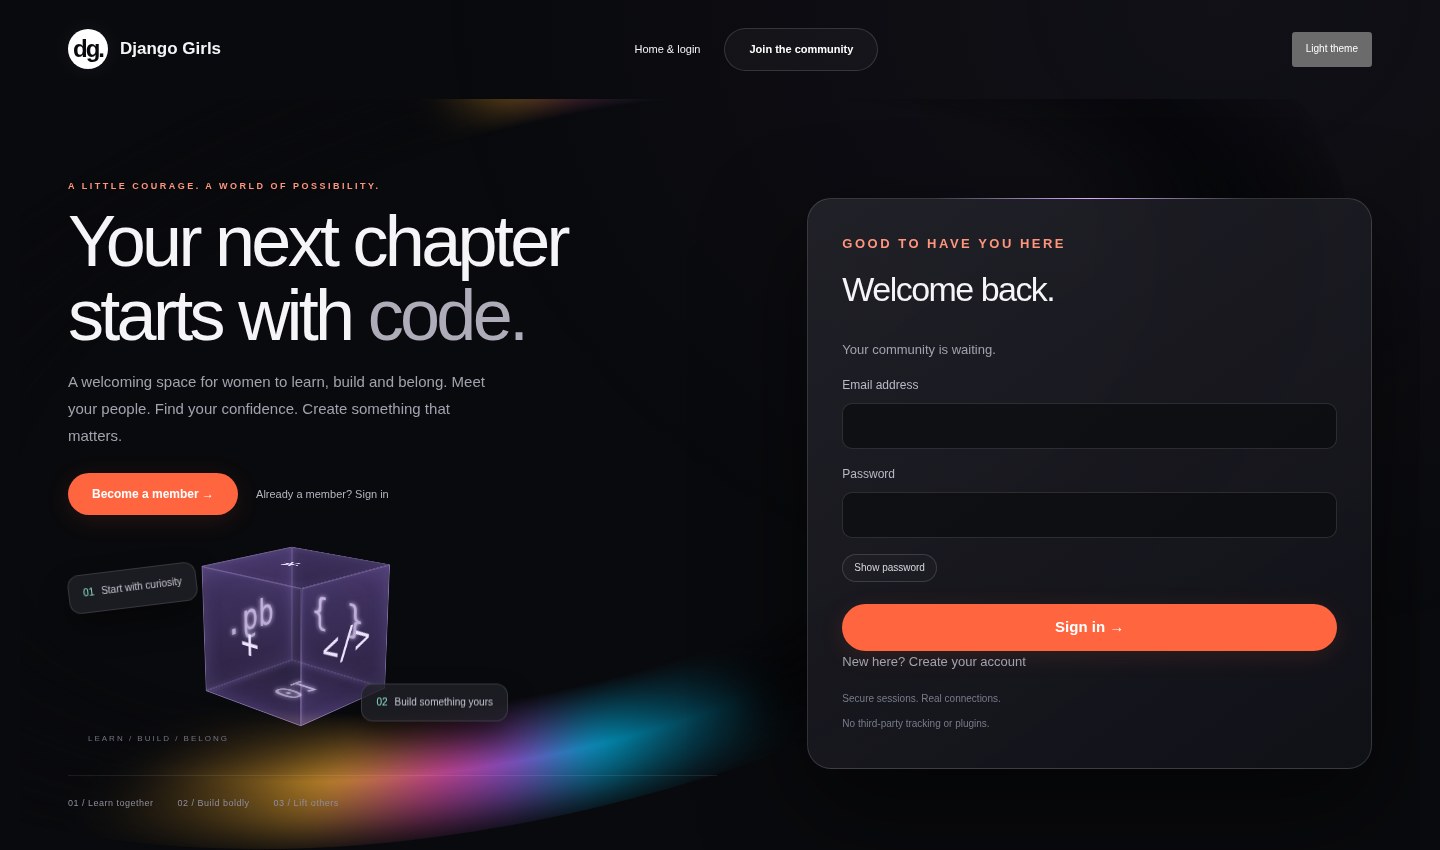 dg.
Django Girls
Home & login
Join the community
Light theme
A LITTLE COURAGE. A WORLD OF POSSIBILITY.
Your next chapter
starts with code.
A welcoming space for women to learn, build and belong. Meet
your people. Find your confidence. Create something that
matters.
Become a member →
Already a member? Sign in
01 Start with curiosity
{ }
+
</>
02 Build something yours
LEARN / BUILD / BELONG
01 / Learn together
02 / Build boldly
03 / Lift others
GOOD TO HAVE YOU HERE
Welcome back.
Your community is waiting.
Email address
Password
Show password
Sign in →
New here? Create your account
Secure sessions. Real connections.
No third-party tracking or plugins.